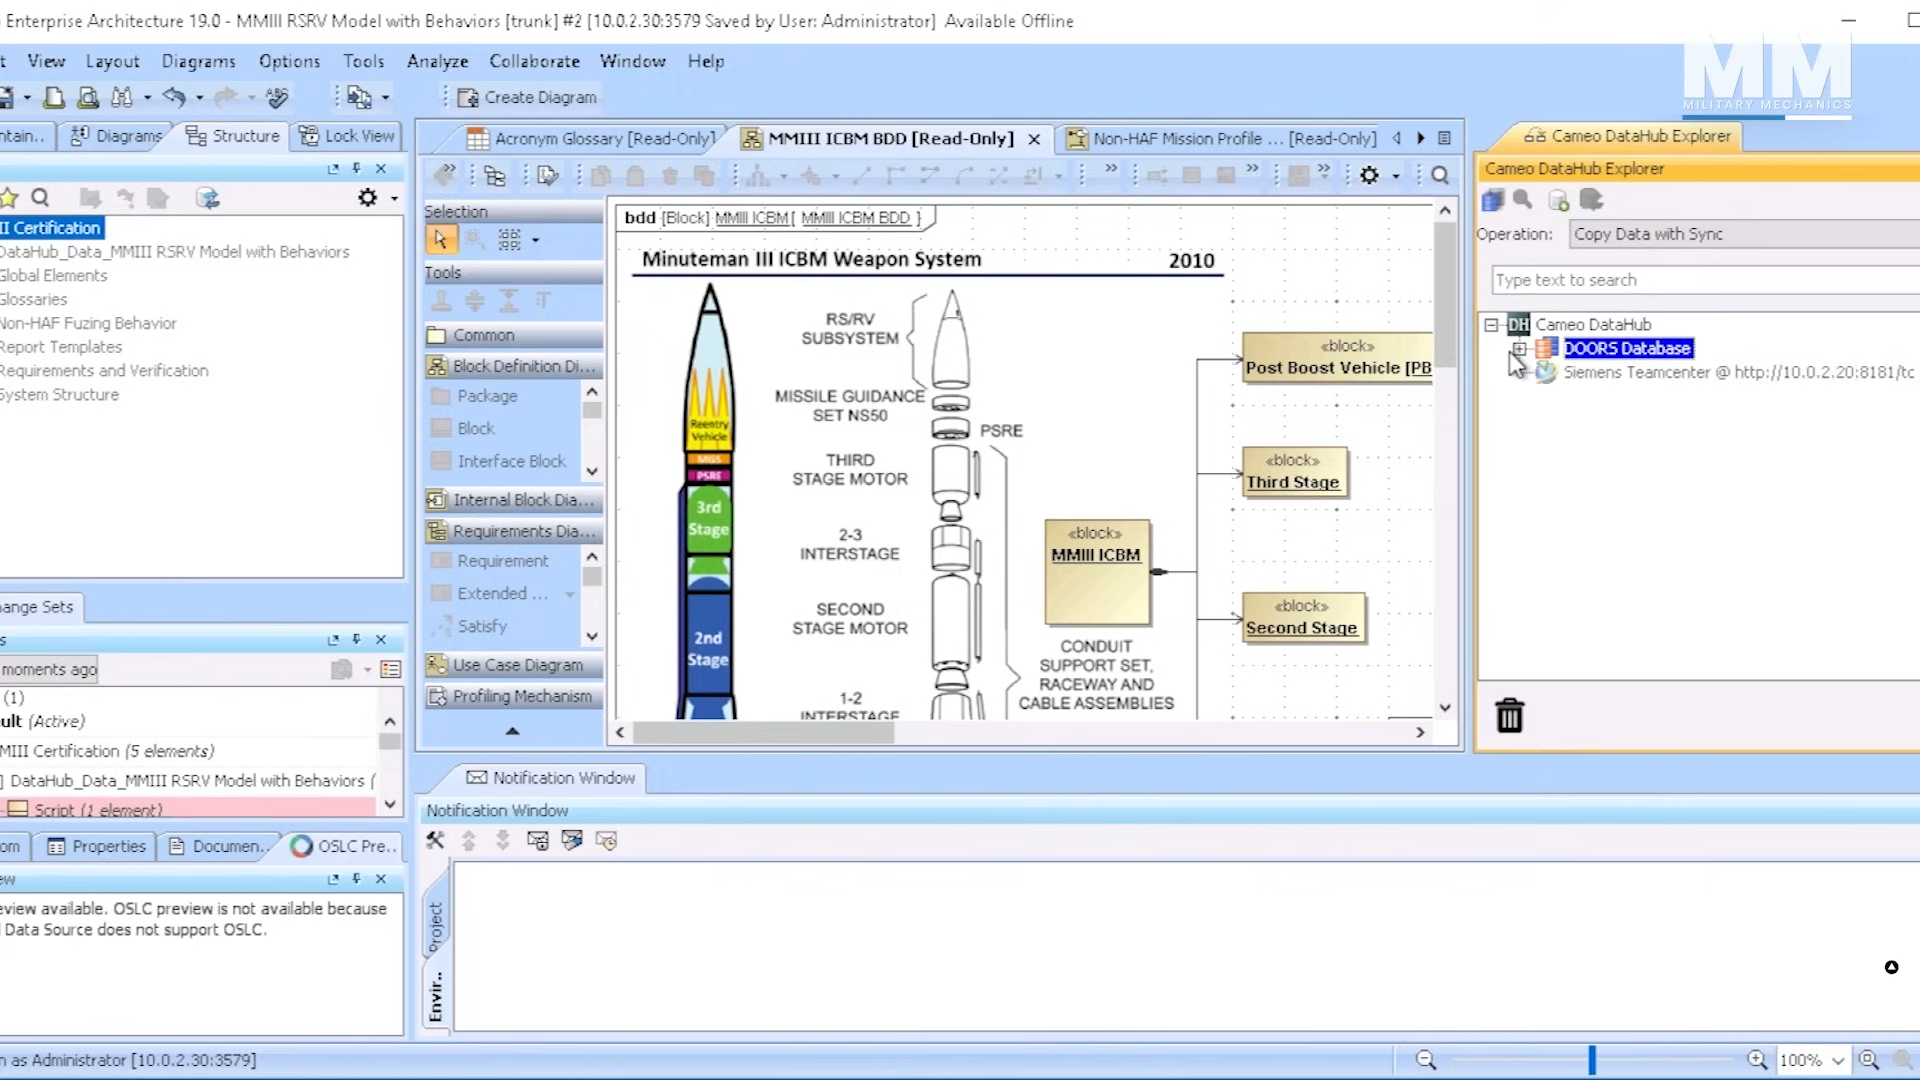 Enterprise Architecture 19.0 - MMIII RSRV Model with Behaviors [trunk] #2 [10.0.2.30:3579 Saved by User: Administrator] Available Offline
View Layout Diagrams Options Tools Analyze Collaborate Window Help
MM
MILITARY MECHANICS
Create Diagram
ntain.. Diagrams Structure Lock View
Acronym Glossary [Read-Only] MMIII ICBM BDD [Read-Only] Non-HAF Mission Profile ... [Read-Only]
II Certification
DataHub_Data_MMIII RSRV Model with Behaviors
Global Elements
Glossaries
Non-HAF Fuzing Behavior
Report Templates
Requirements and Verification
System Structure
ange Sets
moments ago
(1)
ult (Active)
MIII Certification (5 elements)
] DataHub_Data_MMIII RSRV Model with Behaviors (
Script (1 element)
om Properties Documen.. OSLC Pre..
ew
eview available. OSLC preview is not available because
Data Source does not support OSLC.
n as Administrator [10.0.2.30:3579]
Selection
Tools
Common
Block Definition Di...
Package
Block
Interface Block
Internal Block Dia...
Requirements Dia...
Requirement
Extended ...
Satisfy
Use Case Diagram
Profiling Mechanism
bdd [Block] MMIII ICBM [ MMIII ICBM BDD ]
Minuteman III ICBM Weapon System 2010
RS/RV
SUBSYSTEM
MISSILE GUIDANCE
SET NS50
PSRE
THIRD
STAGE MOTOR
2-3
INTERSTAGE
SECOND
STAGE MOTOR
1-2
INTERSTAGE
Reentry
Vehicle
MGS
PSRE
3rd
Stage
2nd
Stage
CONDUIT
SUPPORT SET,
RACEWAY AND
CABLE ASSEMBLIES
«block»
MMIII ICBM
«block»
Post Boost Vehicle [PB
«block»
Third Stage
«block»
Second Stage
Cameo DataHub Explorer
Cameo DataHub Explorer
Operation: Copy Data with Sync
Type text to search
DH Cameo DataHub
DOORS Database
Siemens Teamcenter @ http://10.0.2.20:8181/tc
Notification Window
Notification Window
Project
Envir..
100%